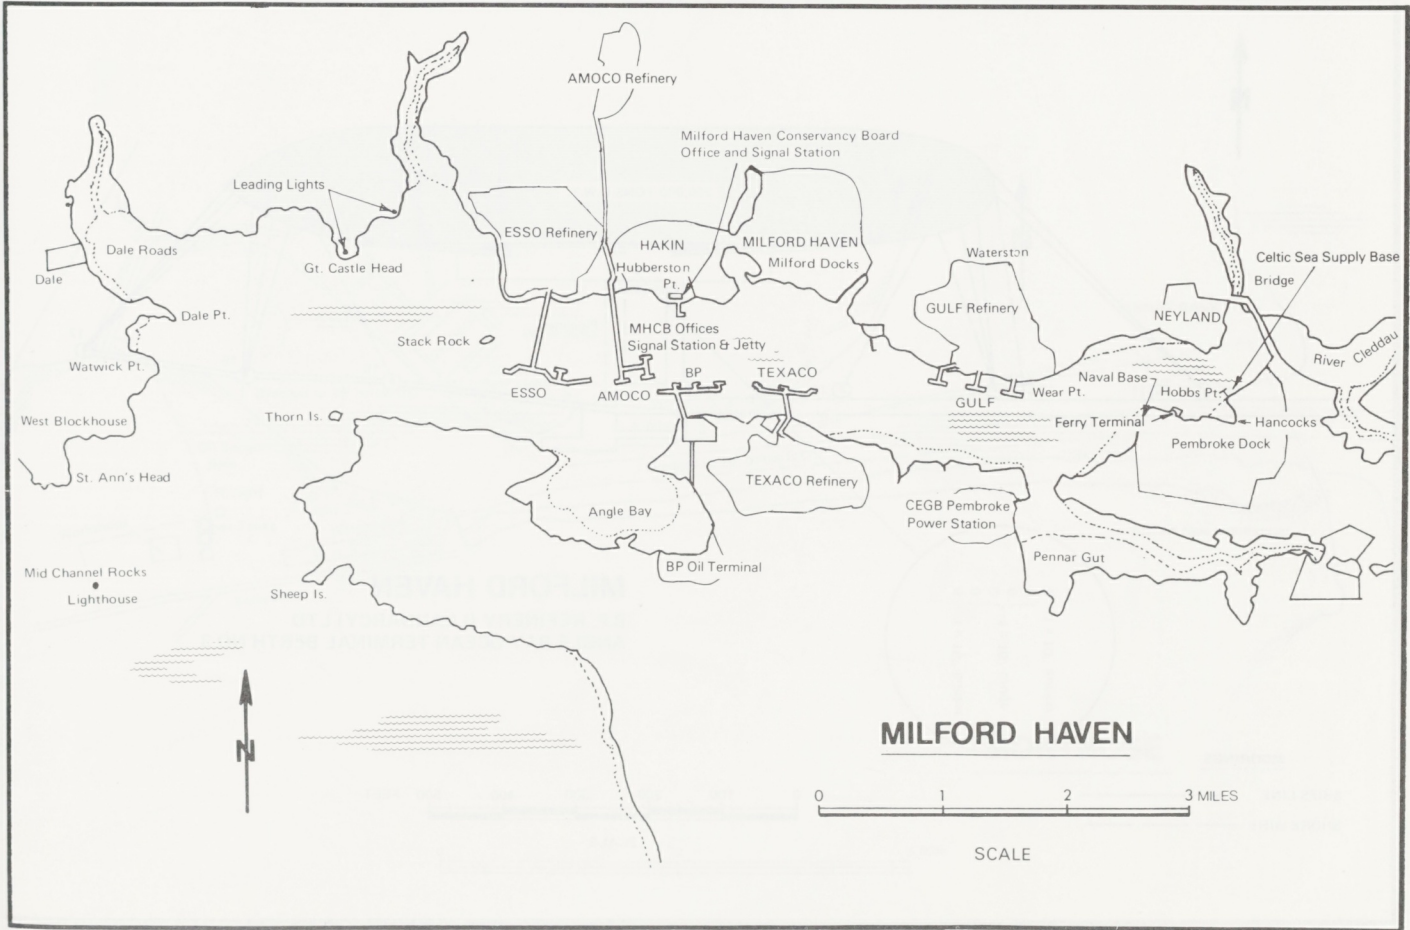 AMOCO Refinery
Milford Haven Conservancy Board
Office and Signal Station
Leading Lights
ESSO Refinery
HAKIN
MILFORD HAVEN
Milford Docks
Hubberston
Pt.
Dale Roads
Dale
Gt. Castle Head
Waterston
Celtic Sea Supply Base
Bridge
GULF Refinery
NEYLAND
Dale Pt.
MHCB Offices
Signal Station & Jetty
Stack Rock
River Cleddau
Watwick Pt.
BP
TEXACO
ESSO
AMOCO
GULF
Wear Pt.
Naval Base
Hobbs Pt.
West Blockhouse
Thorn Is.
Ferry Terminal
Hancocks
Pembroke Dock
St. Ann's Head
TEXACO Refinery
Angle Bay
CEGB Pembroke
Power Station
BP Oil Terminal
Pennar Gut
Mid Channel Rocks
Lighthouse
Sheep Is.
N
MILFORD HAVEN
0 1 2 3 MILES
SCALE